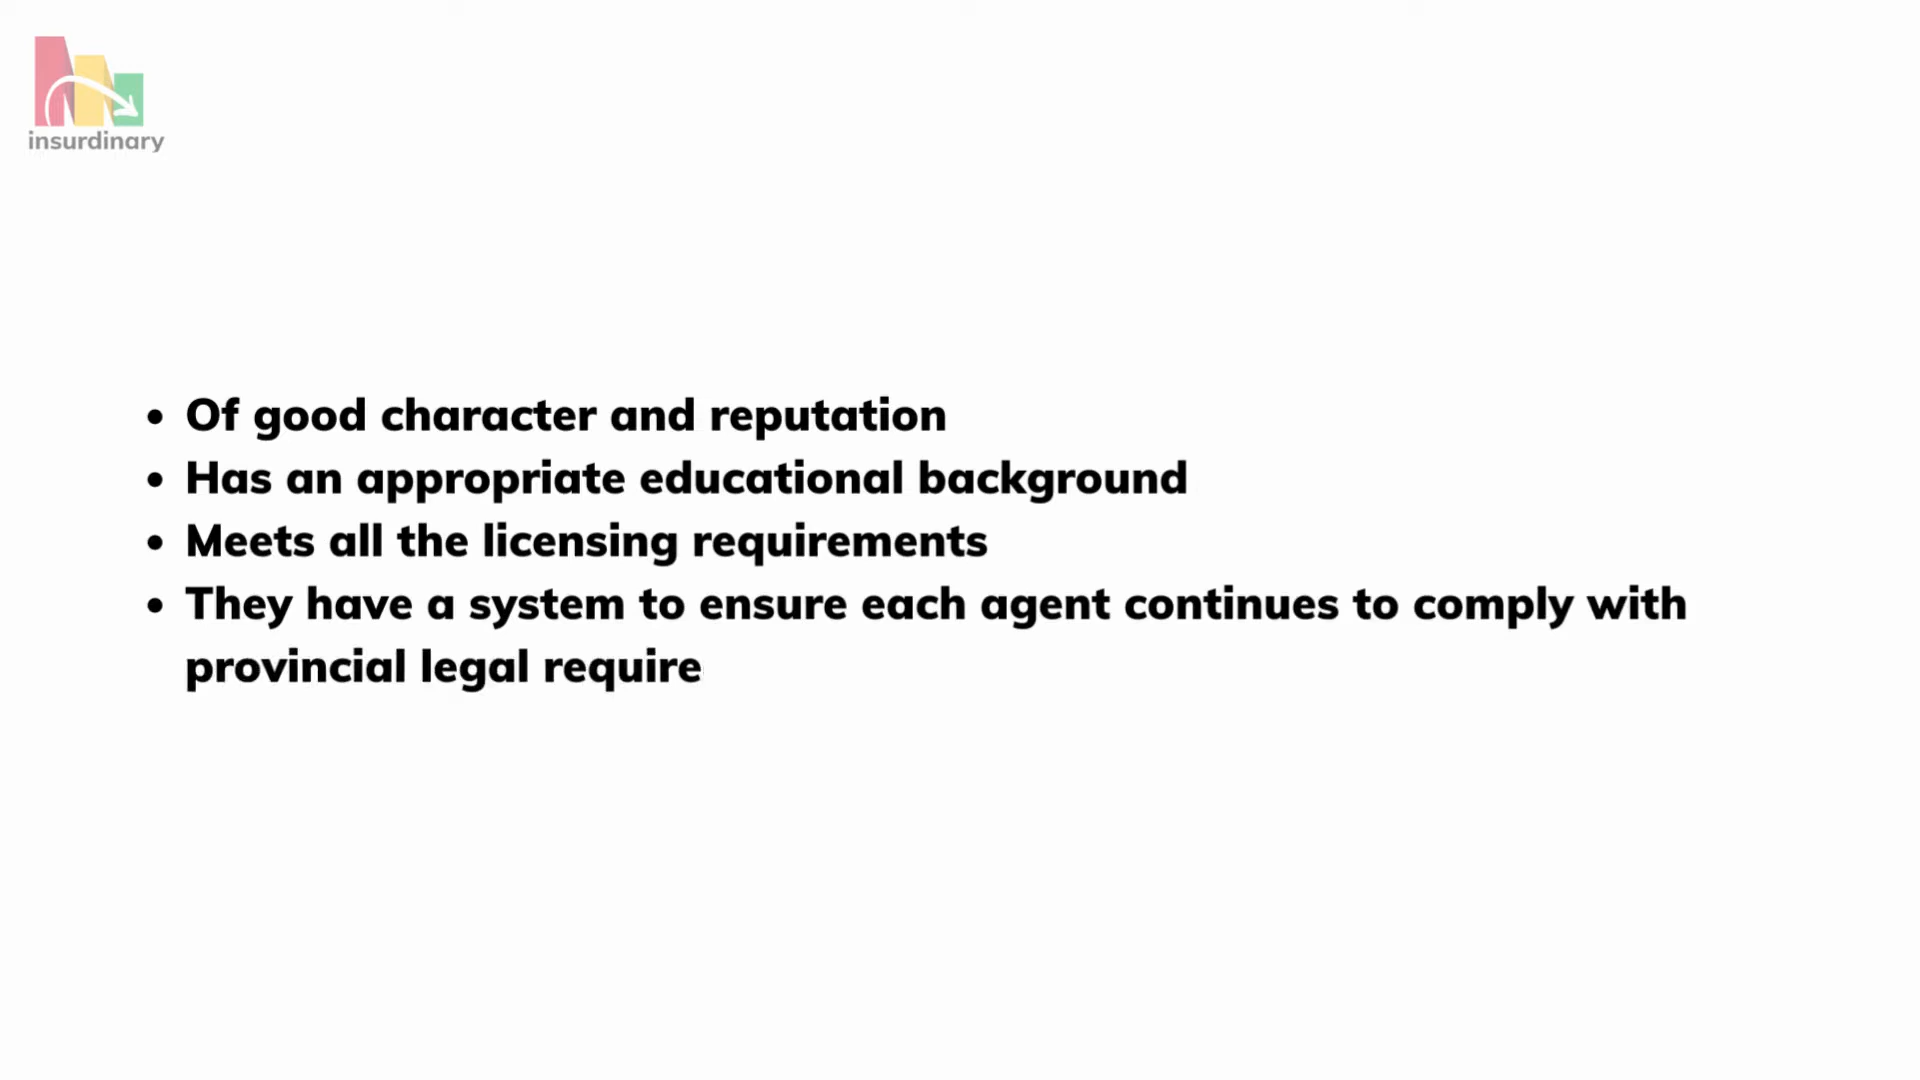 insurdinary
• Of good character and reputation
• Has an appropriate educational background
• Meets all the licensing requirements
• They have a system to ensure each agent continues to comply with
provincial legal require